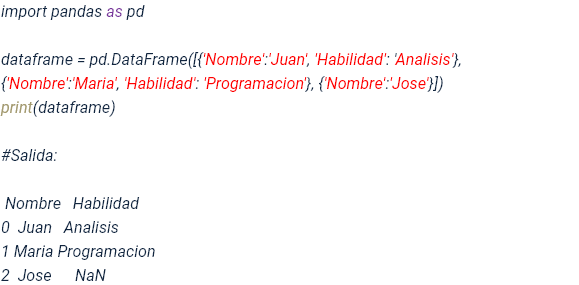 import pandas as pd
dataframe = pd.DataFrame([{'Nombre':'Juan', 'Habilidad': 'Analisis'},
{'Nombre':'Maria', 'Habilidad': 'Programacion'}, {'Nombre':'Jose'}])
print(dataframe)
#Salida:
Nombre Habilidad
0 Juan Analisis
1 Maria Programacion
2 Jose NaN